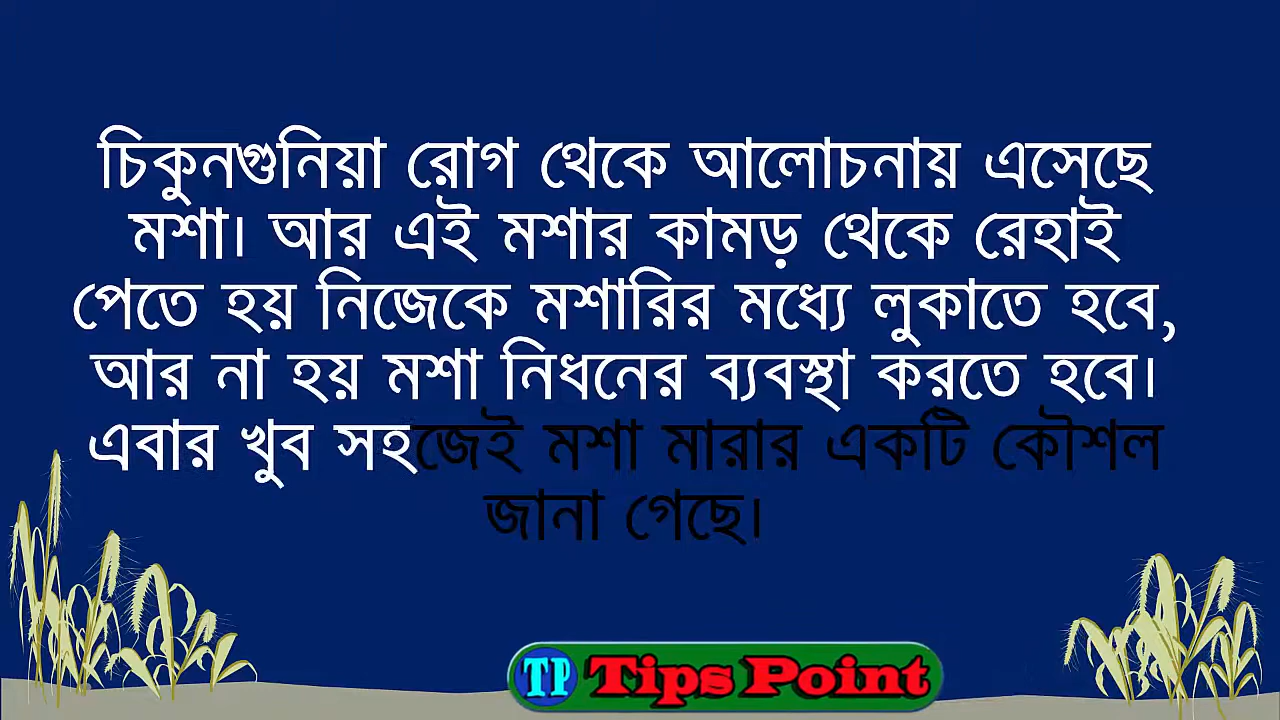 চিকুনগুনিয়া রোগ থেকে আলোচনায় এসেছে
মশা। আর এই মশার কামড় থেকে রেহাই
পেতে হয় নিজেকে মশারির মধ্যে লুকাতে হবে,
আর না হয় মশা নিধনের ব্যবস্থা করতে হবে।
এবার খুব সহজেই মশা মারার একটি কৌশল
জানা গেছে।
TP Tips Point